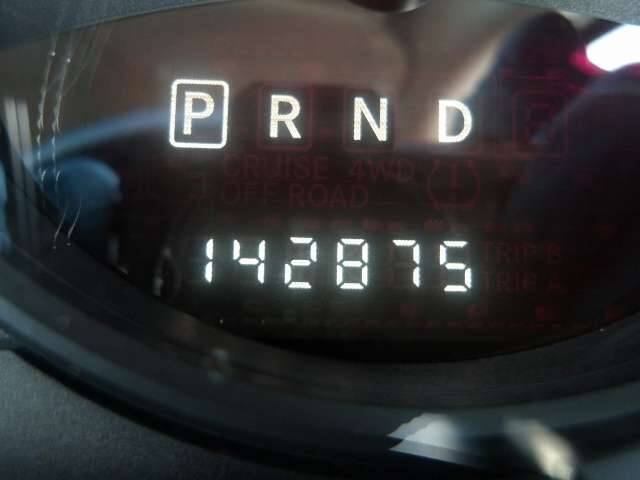 P R N D
CRUISE 4WD
OFF ROAD
142875 TRIP B
TRIP A